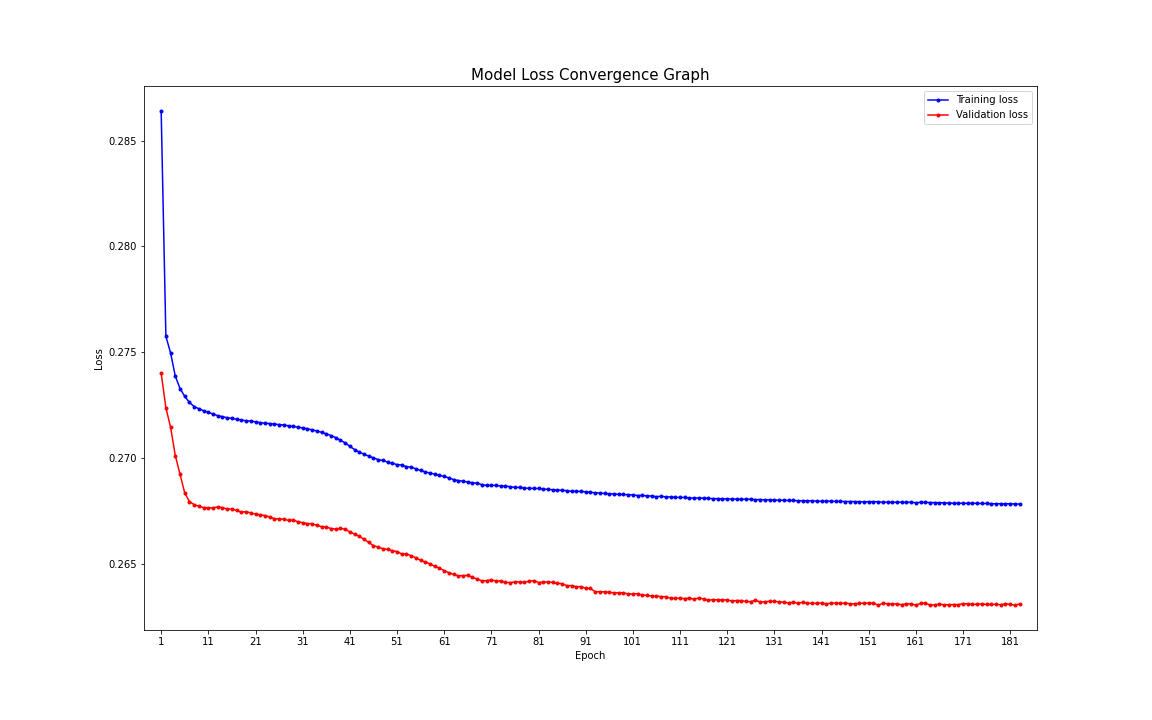 Model Loss Convergence Graph
Training loss
Validation loss
0.285
0.280
0.275
0.270
0.265
Loss
1 11 21 31 41 51 61 71 81 91 101 111 121 131 141 151 161 171 181
Epoch